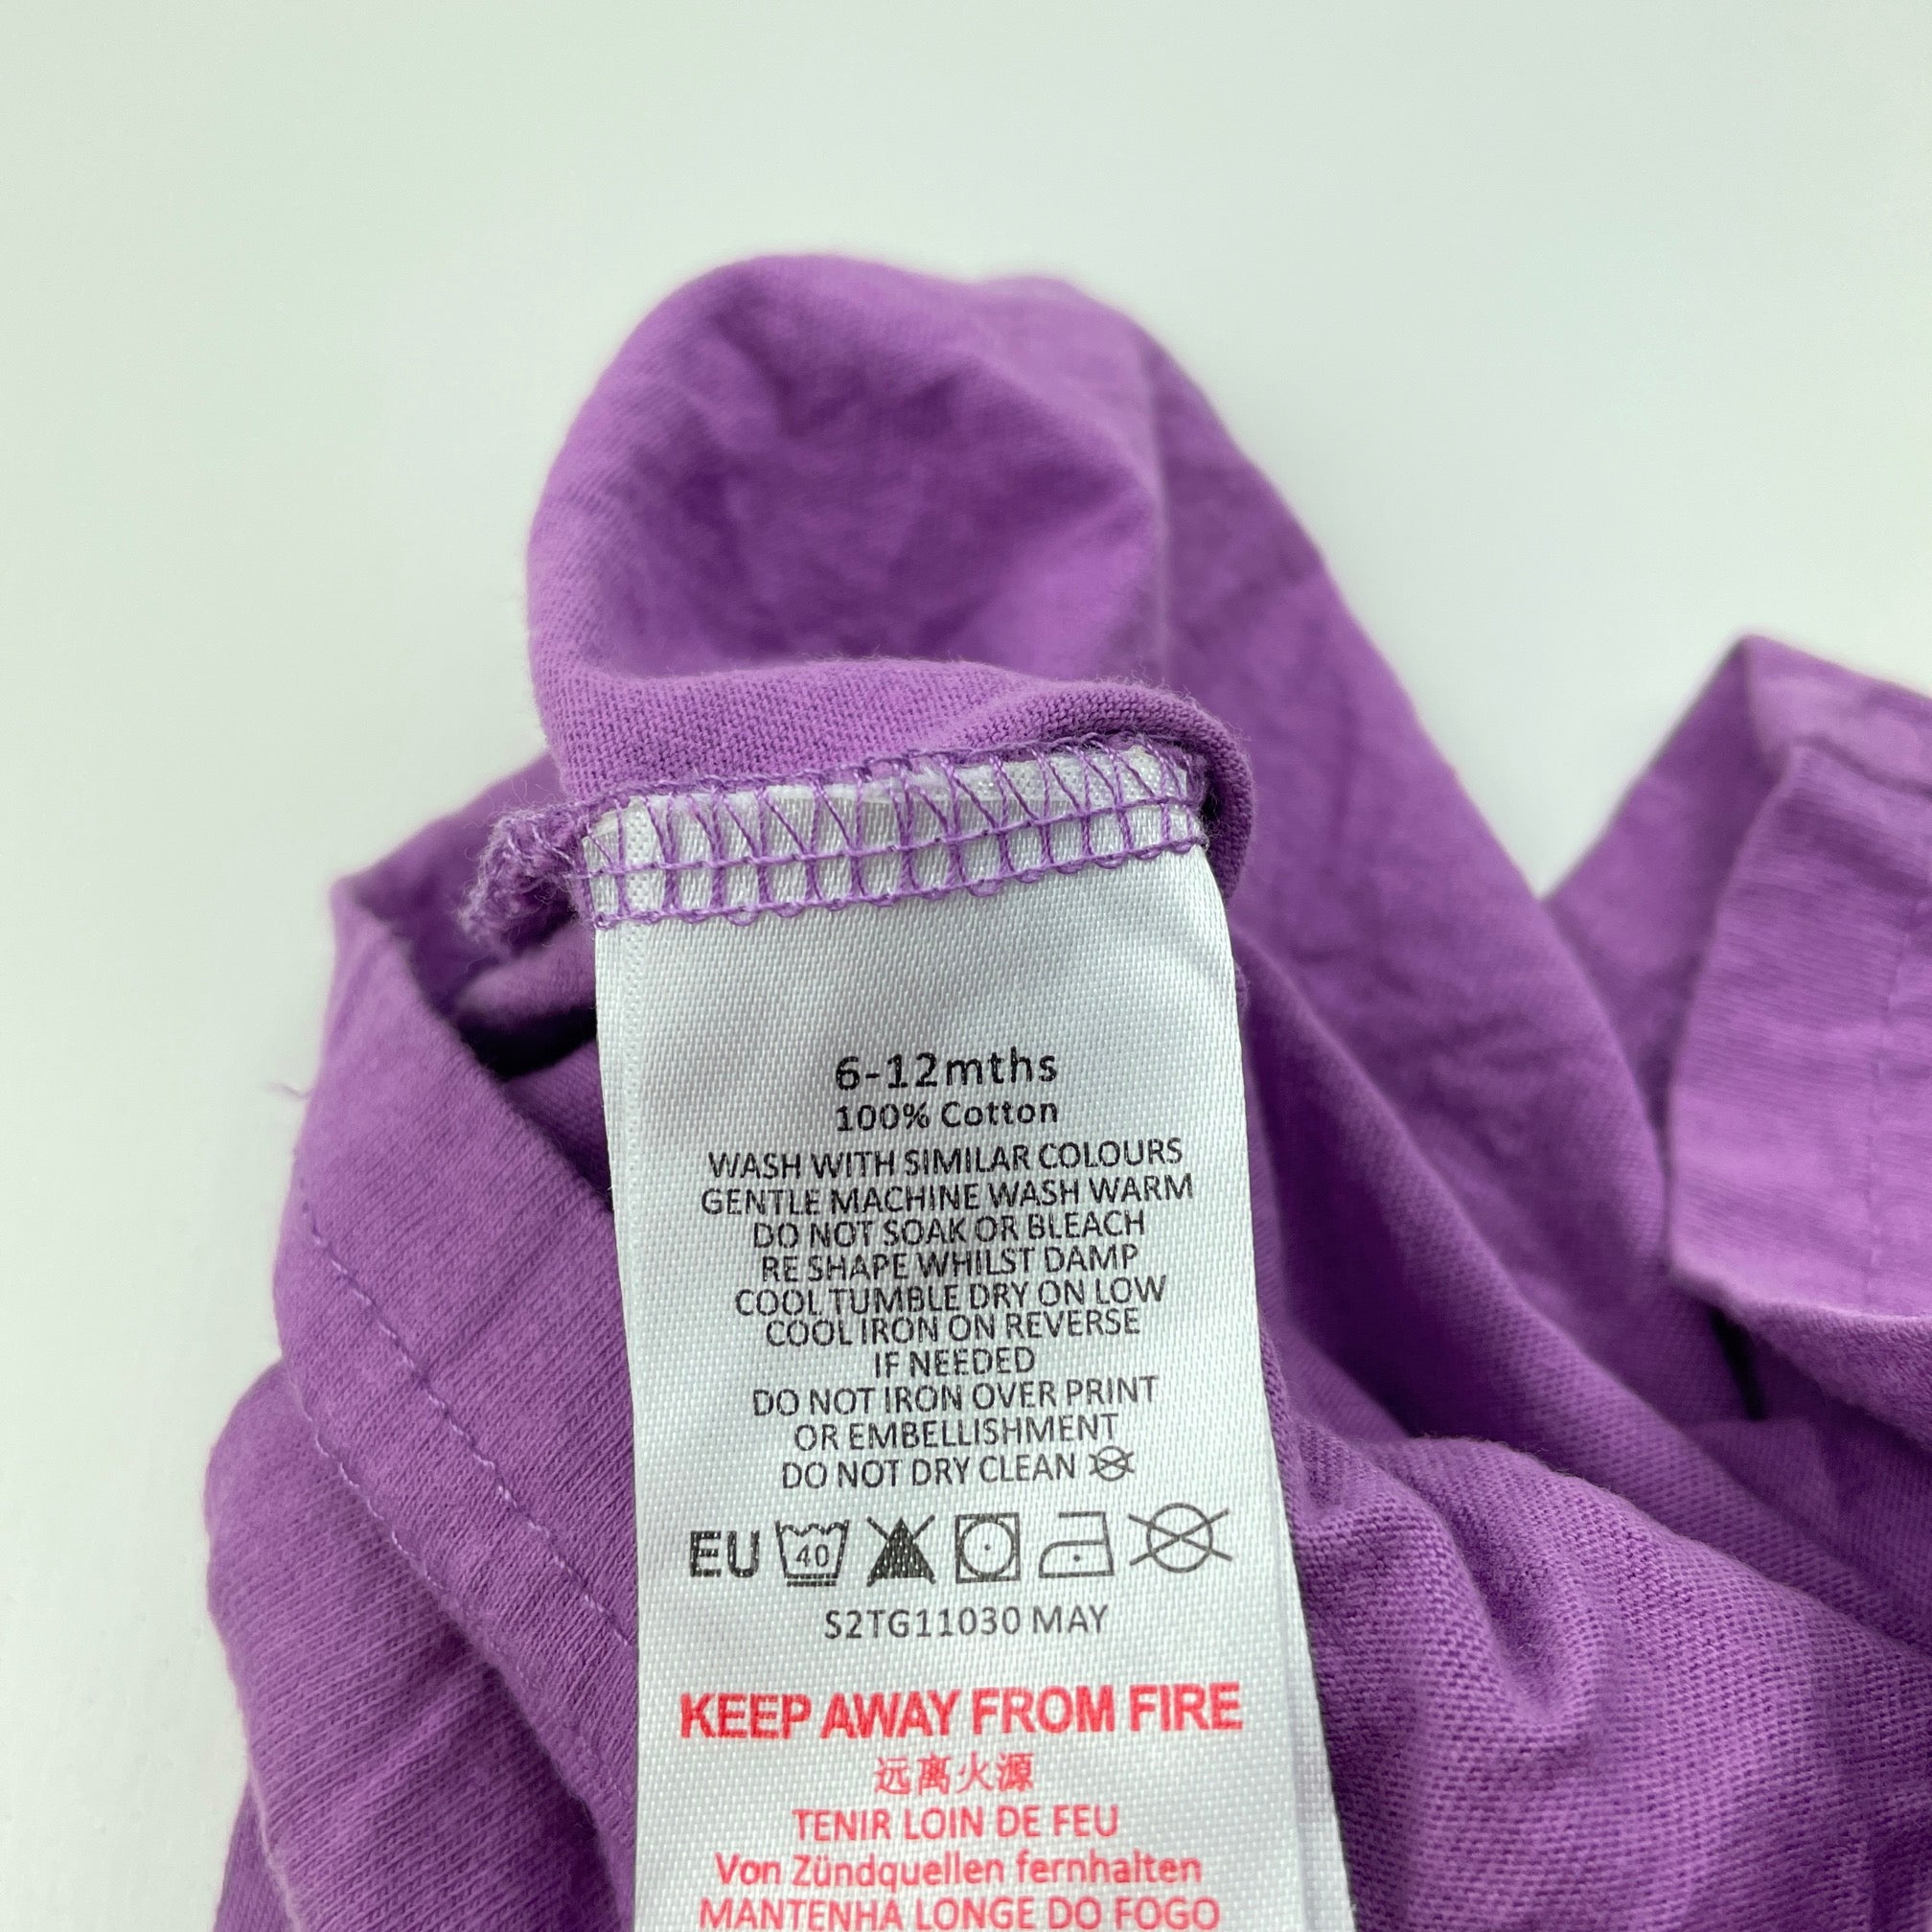 6-12mths
100% Cotton
WASH WITH SIMILAR COLOURS
GENTLE MACHINE WASH WARM
DO NOT SOAK OR BLEACH
RE SHAPE WHILST DAMP
COOL TUMBLE DRY ON LOW
COOL IRON ON REVERSE
IF NEEDED
DO NOT IRON OVER PRINT
OR EMBELLISHMENT
DO NOT DRY CLEAN
EU 40
S2TG11030 MAY
KEEP AWAY FROM FIRE
远离火源
TENIR LOIN DE FEU
Von Zündquellen fernhalten
MANTENHA LONGE DO FOGO